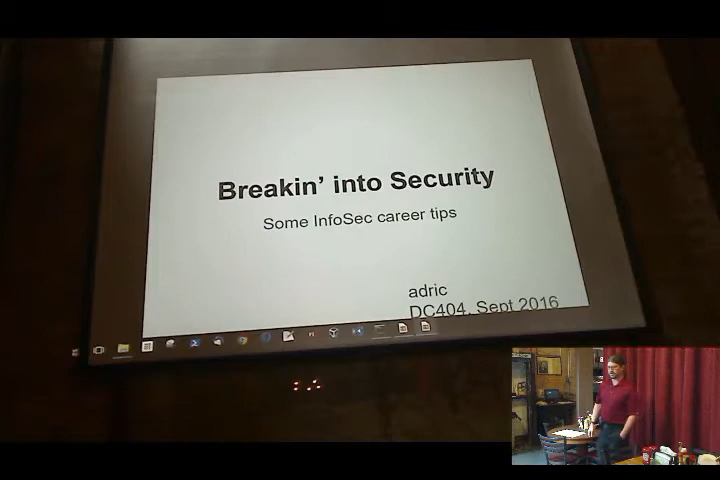 Breakin’ into Security
Some InfoSec career tips
adric
DC404, Sept 2016